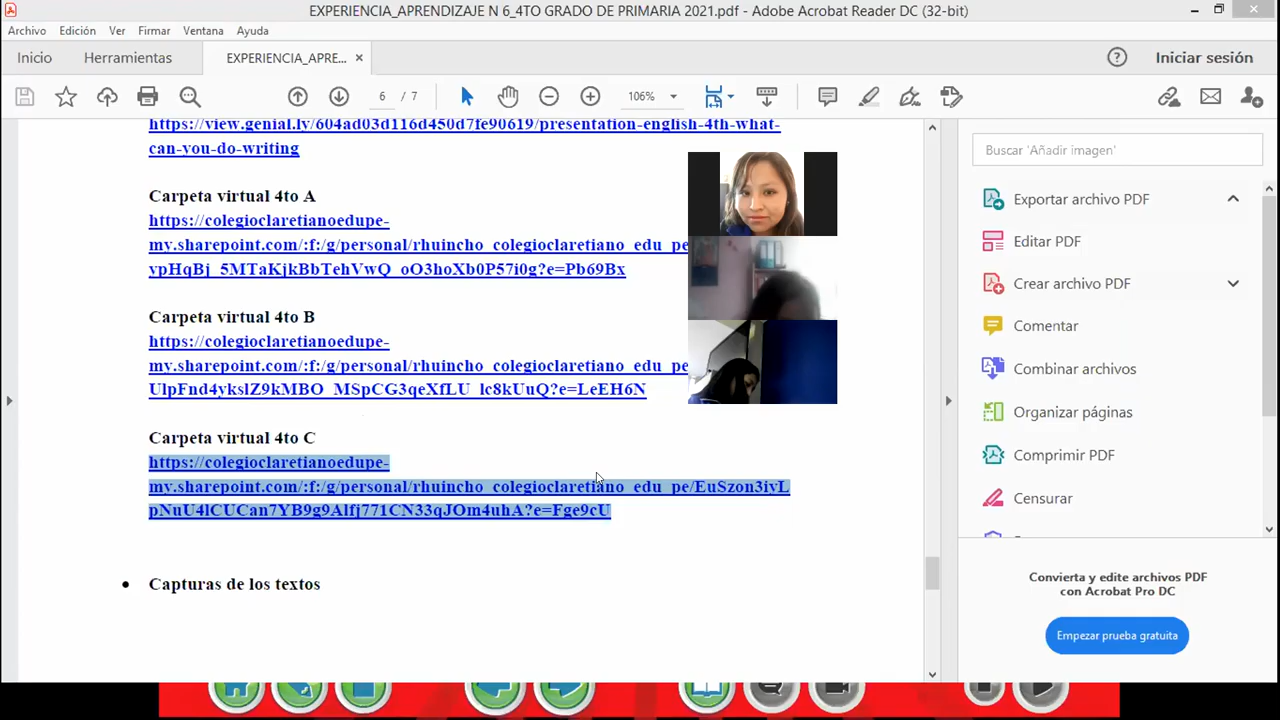 EXPERIENCIA_APRENDIZAJE N 6_4TO GRADO DE PRIMARIA 2021.pdf - Adobe Acrobat Reader DC (32-bit)
Archivo Edición Ver Firmar Ventana Ayuda
Inicio Herramientas EXPERIENCIA_APRE... × Iniciar sesión
6 / 7 106%
https://view.genial.ly/604ad03d116d450d7fe90619/presentation-english-4th-what-
can-you-do-writing
Carpeta virtual 4to A
https://colegioclaretianoedupe-
my.sharepoint.com/:f:/g/personal/rhuincho_colegioclaretiano_edu_pe
vpHqBj_5MTaKjkBbTehVwQ_oO3hoXb0P57i0g?e=Pb69Bx
Carpeta virtual 4to B
https://colegioclaretianoedupe-
my.sharepoint.com/:f:/g/personal/rhuincho_colegioclaretiano_edu_pe
UlpFnd4ykslZ9kMBO_MSpCG3qeXfLU_lc8kUuQ?e=LeEH6N
Carpeta virtual 4to C
https://colegioclaretianoedupe-
my.sharepoint.com/:f:/g/personal/rhuincho_colegioclaretiano_edu_pe/EuSzon3ivL
pNuU4lCUCan7YB9g9Alfj771CN33qJOm4uhA?e=Fge9cU
• Capturas de los textos
Buscar 'Añadir imagen'
Exportar archivo PDF
Editar PDF
Crear archivo PDF
Comentar
Combinar archivos
Organizar páginas
Comprimir PDF
Censurar
Convierta y edite archivos PDF
con Acrobat Pro DC
Empezar prueba gratuita